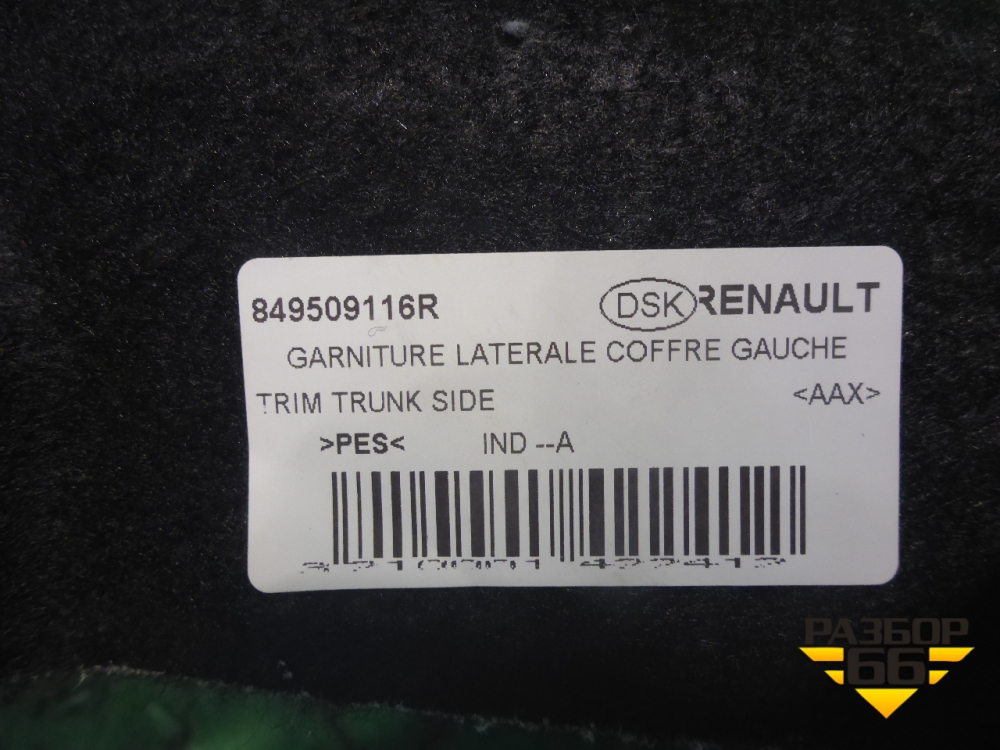 849509116R DSK RENAULT
GARNITURE LATERALE COFFRE GAUCHE
TRIM TRUNK SIDE <AAX>
>PES< IND --A
РАЗБОР
66